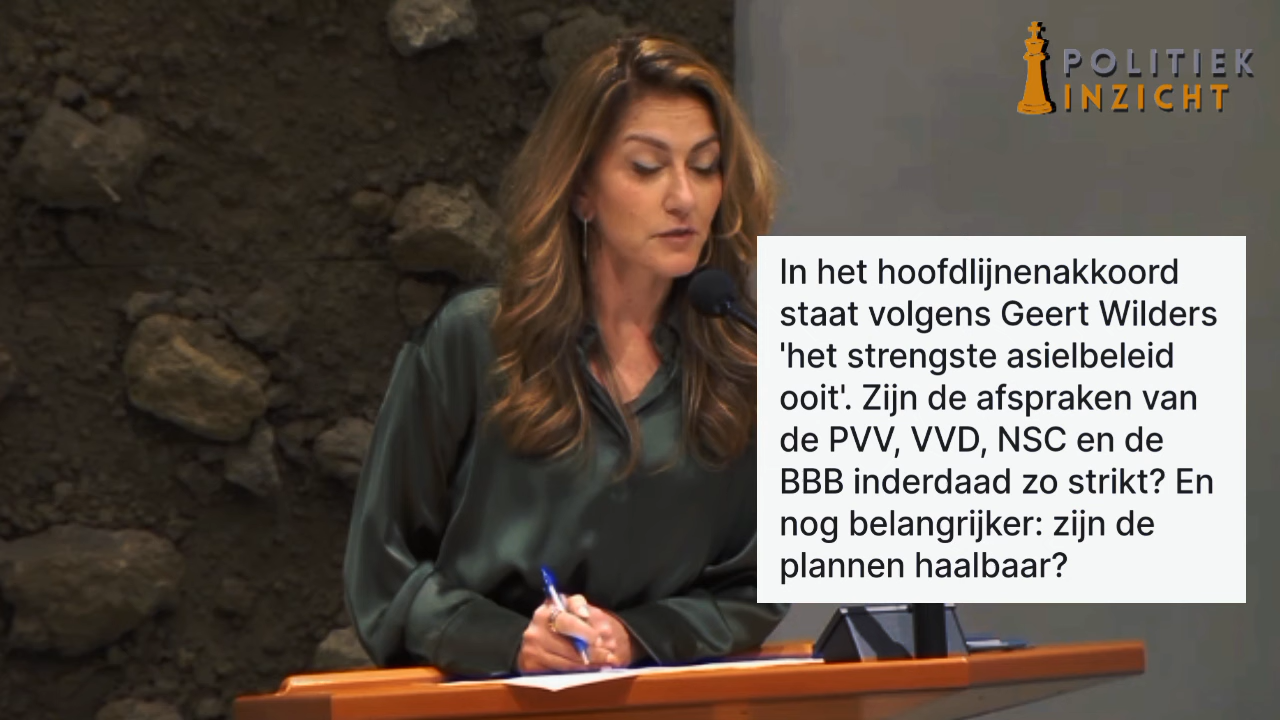 POLITIEK
INZICHT
In het hoofdlijnenakkoord
staat volgens Geert Wilders
'het strengste asielbeleid
ooit'. Zijn de afspraken van
de PVV, VVD, NSC en de
BBB inderdaad zo strikt? En
nog belangrijker: zijn de
plannen haalbaar?